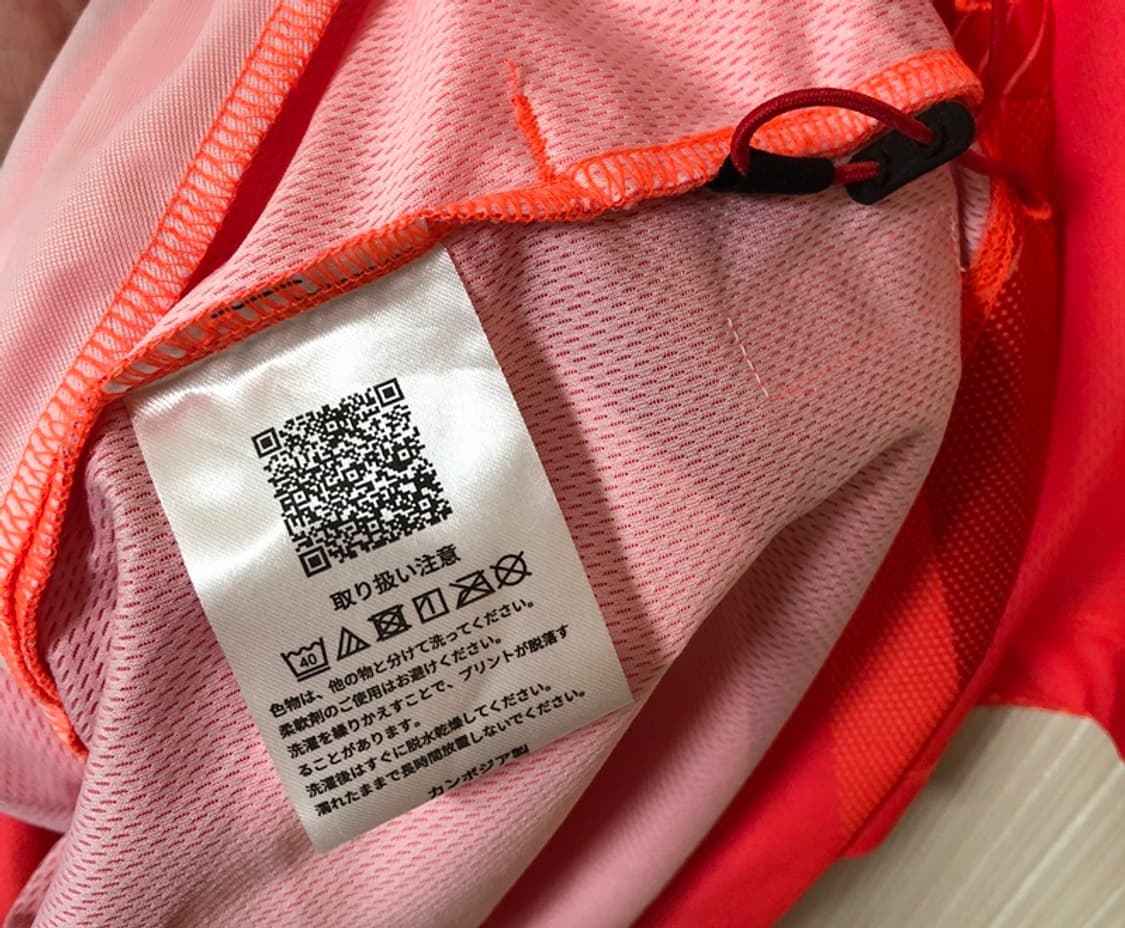 取り扱い注意
40
色物は、他の物と分けて洗ってください。
柔軟剤のご使用はお避けください。
洗濯を繰りかえすことで、プリントが脱落す
ることがあります。
洗濯後はすぐに脱水乾燥してください。
濡れたままで長時間放置しないでください。
カンボジア製